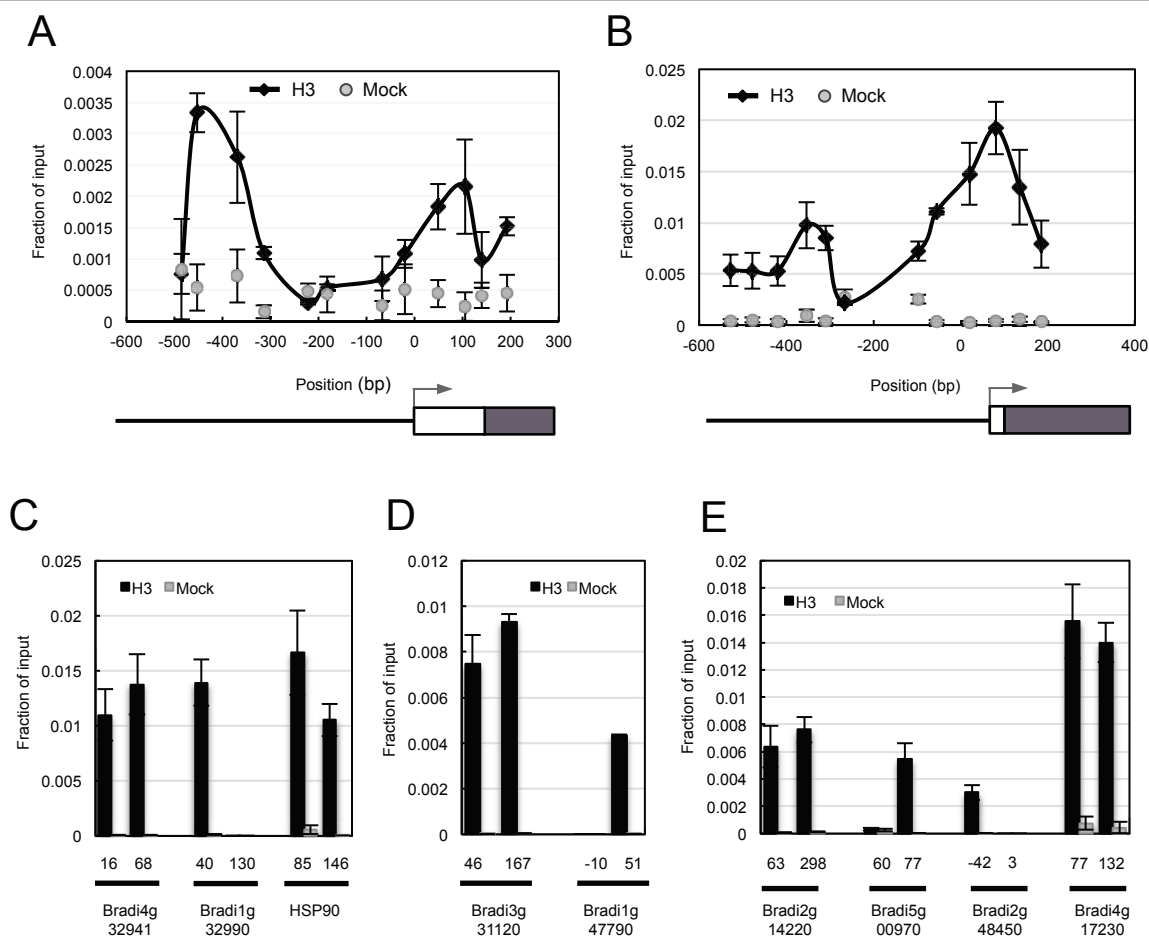 A
B
0.004
0.0035
0.003
0.0025
0.002
0.0015
0.001
0.0005
0
Fraction of input
H3 Mock
-600 -500 -400 -300 -200 -100 0 100 200 300
Position (bp)
0.025
0.02
0.015
0.01
0.005
0
Fraction of input
H3 Mock
-600 -400 -200 0 200 400
Position (bp)
C
D
E
0.025
0.02
0.015
0.01
0.005
0
Fraction of input
H3 Mock
16 68 40 130 85 146
Bradi4g
32941
Bradi1g
32990
HSP90
0.012
0.01
0.008
0.006
0.004
0.002
0
Fraction of input
H3 Mock
46 167 -10 51
Bradi3g
31120
Bradi1g
47790
0.02
0.018
0.016
0.014
0.012
0.01
0.008
0.006
0.004
0.002
0
Fraction of input
H3 Mock
63 298 60 77 -42 3 77 132
Bradi2g
14220
Bradi5g
00970
Bradi2g
48450
Bradi4g
17230